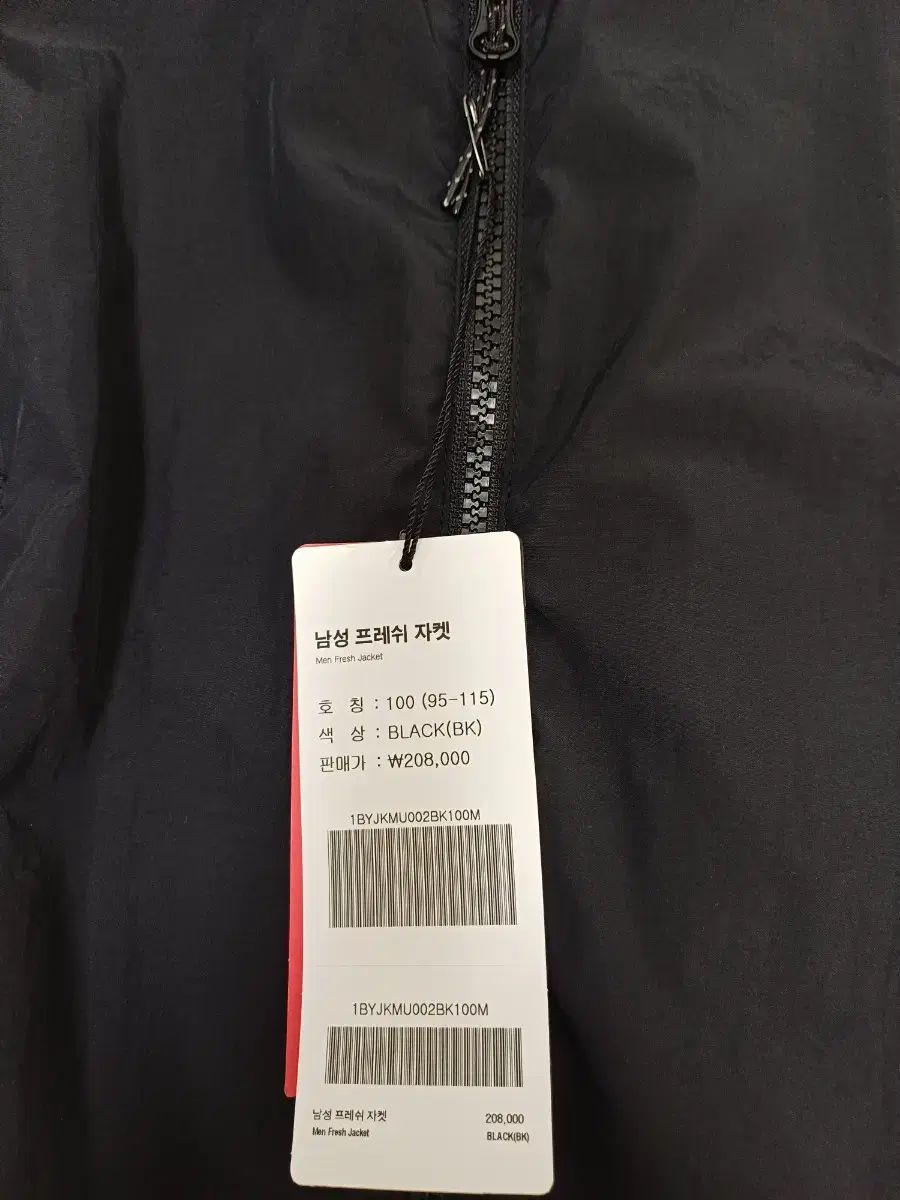 남성 프레쉬 자켓
Men Fresh Jacket
호 칭 : 100 (95-115)
색 상 : BLACK(BK)
판매가 : ₩208,000
1BYJKMU002BK100M
1BYJKMU002BK100M
남성 프레쉬 자켓 208,000
Men Fresh Jacket BLACK(BK)